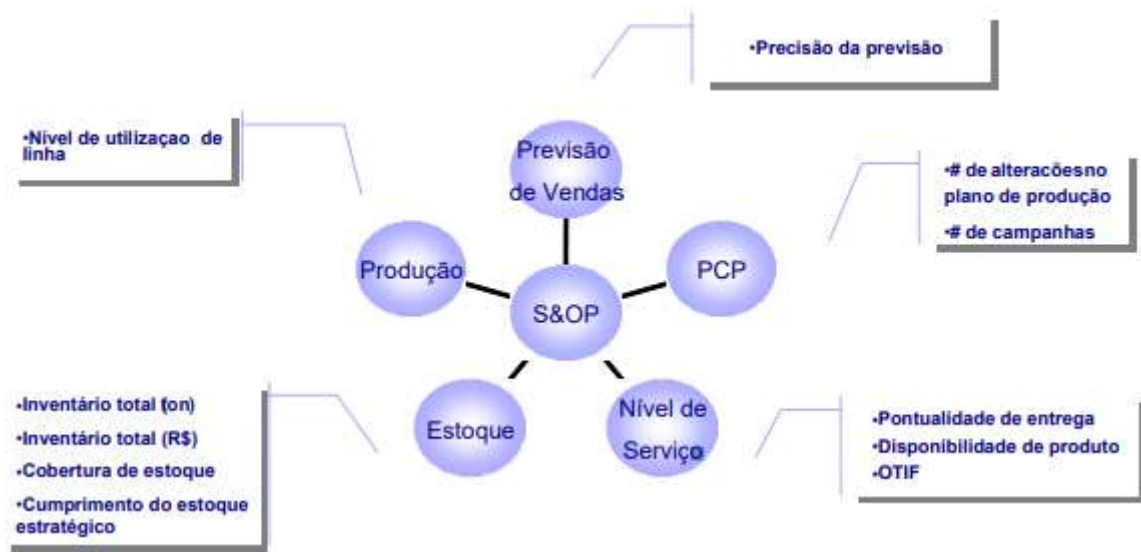 •Precisão da previsão
•Nível de utilizaçao de
linha
Previsão
de Vendas
•# de alteracõesno
plano de produção
•# de campanhas
Produção
PCP
S&OP
•Inventário total (on)
•Inventário total (R$)
•Cobertura de estoque
•Cumprimento do estoque
estratégico
Estoque
Nível de
Serviço
•Pontualidade de entrega
•Disponibilidade de produto
•OTIF